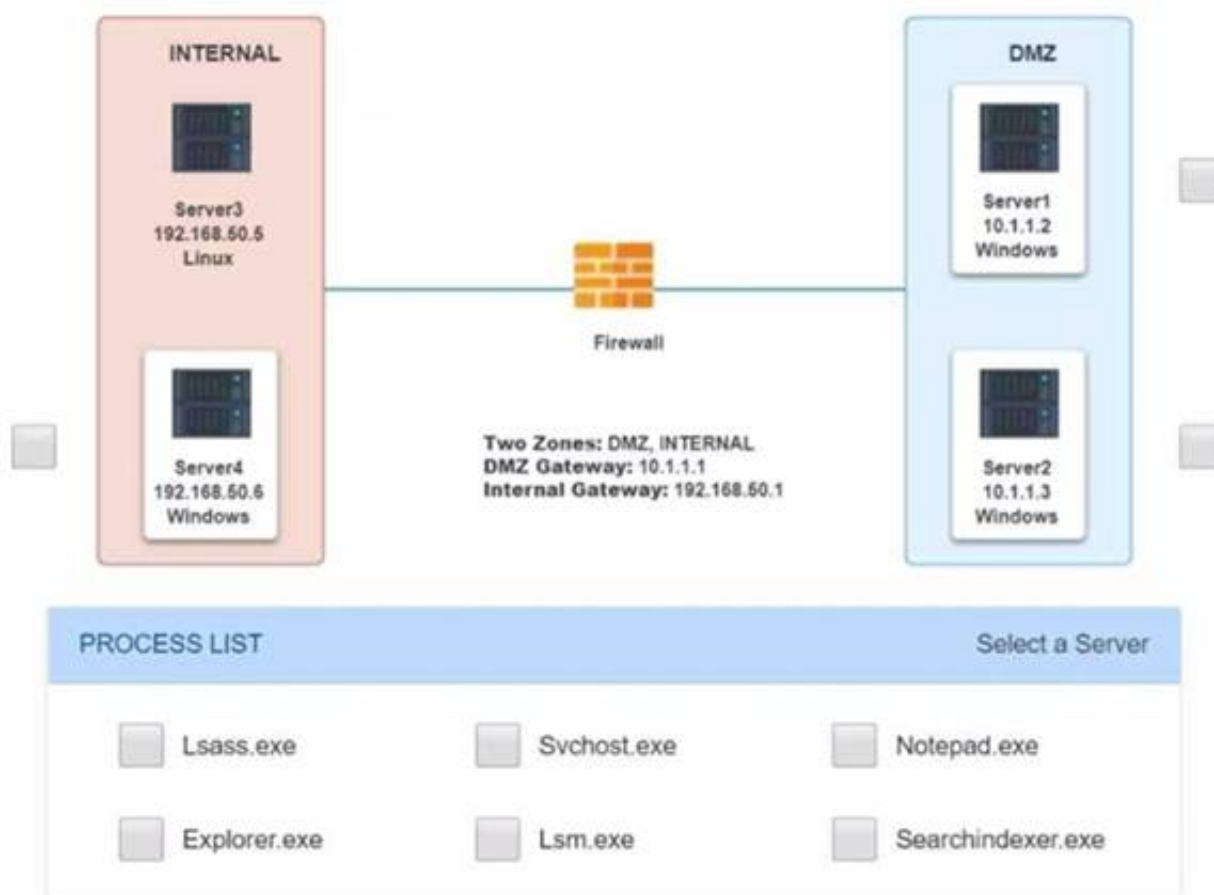 INTERNAL
DMZ
Server3
192.168.50.5
Linux
Server1
10.1.1.2
Windows
Firewall
Server4
192.168.50.6
Windows
Two Zones: DMZ, INTERNAL
DMZ Gateway: 10.1.1.1
Internal Gateway: 192.168.50.1
Server2
10.1.1.3
Windows
PROCESS LIST
Select a Server
Lsass.exe
Svchost.exe
Notepad.exe
Explorer.exe
Lsm.exe
Searchindexer.exe